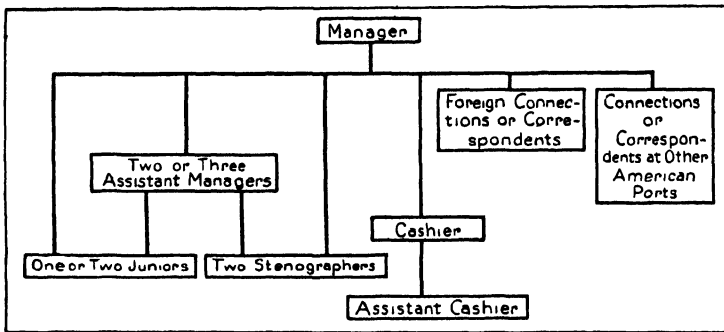 Manager
Foreign Connec-
tions or Corre-
spondents
Connections
or
Correspon-
dents at Other
American
Ports
Two or Three
Assistant Managers
Cashier
One or Two Juniors
Two Stenographers
Assistant Cashier